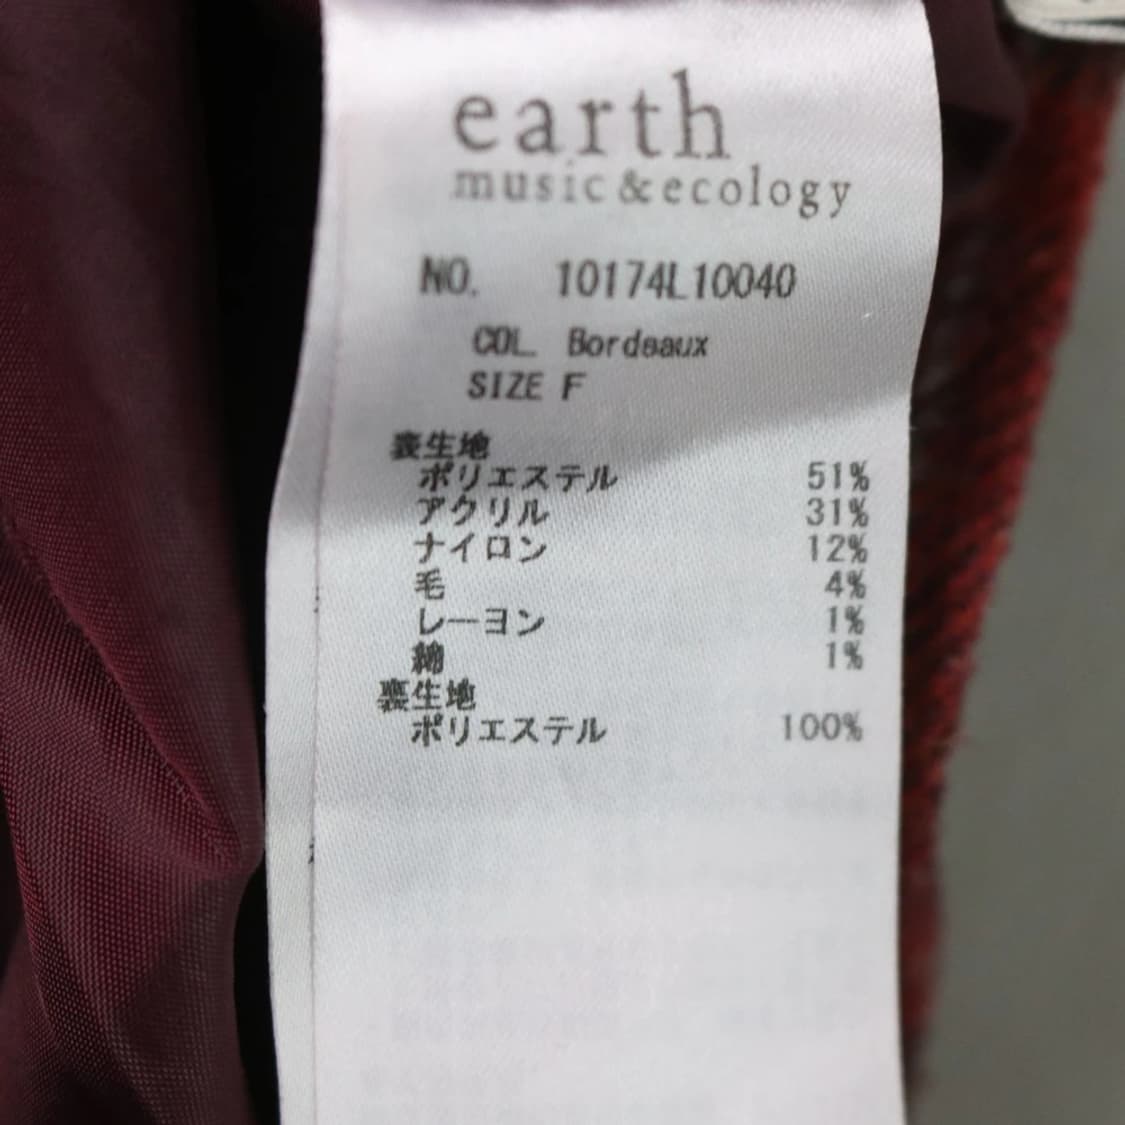 earth
music&ecology
NO. 10174L10040
COL Bordeaux
SIZE F
表生地
ポリエステル 51%
アクリル 31%
ナイロン 12%
毛 4%
レーヨン 1%
綿 1%
裏生地
ポリエステル 100%